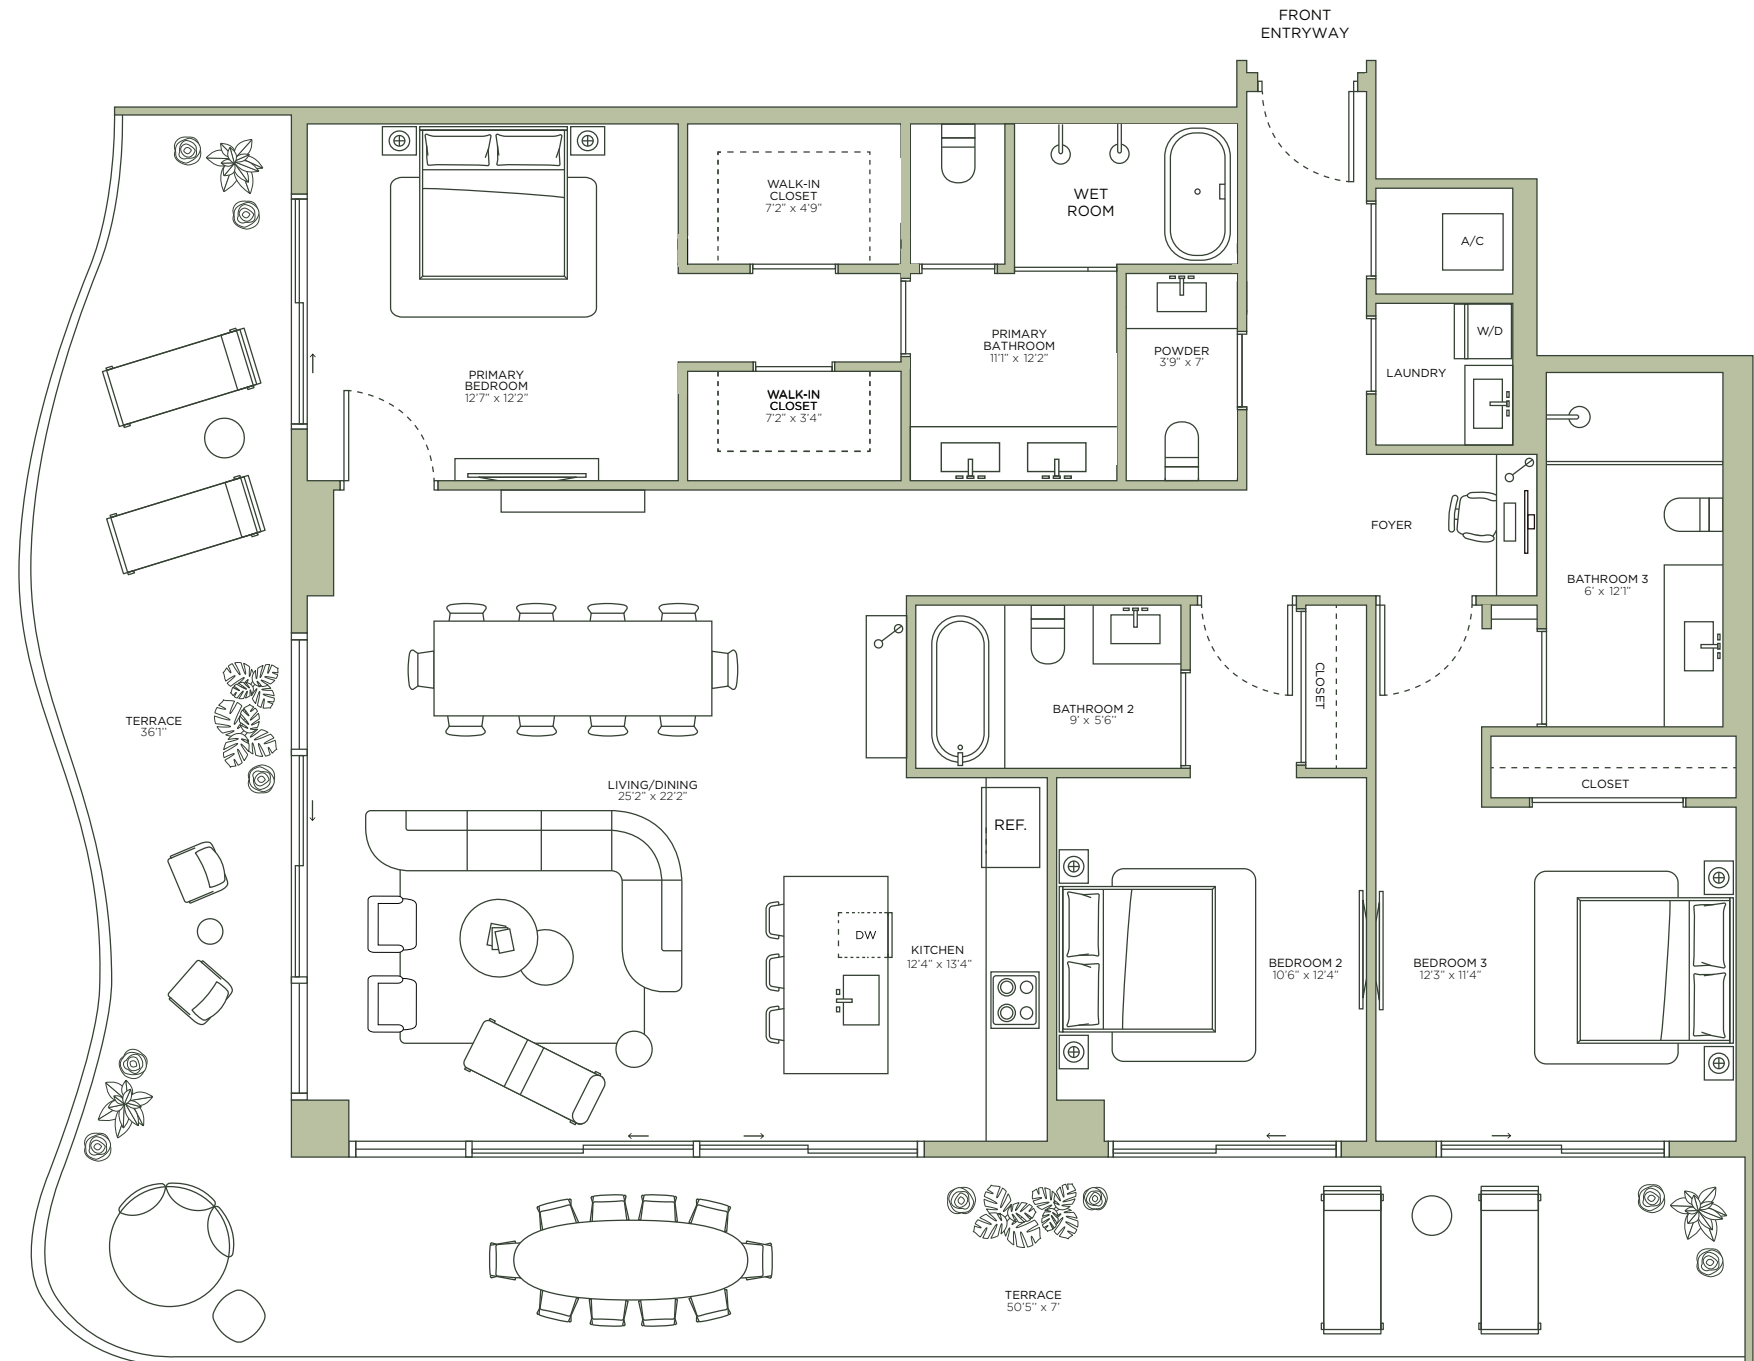 FRONT
ENTRYWAY
WALK-IN
CLOSET
7'2" x 4'9"
WET
ROOM
A/C
W/D
PRIMARY
BATHROOM
11'1" x 12'2"
POWDER
3'9" x 7'
LAUNDRY
PRIMARY
BEDROOM
12'7" x 12'2"
WALK-IN
CLOSET
7'2" x 3'4"
FOYER
BATHROOM 3
6' x 12'1"
TERRACE
36'1"
CLOSET
BATHROOM 2
9' x 5'6"
LIVING/DINING
25'2" x 22'2"
CLOSET
REF.
DW
KITCHEN
12'4" x 13'4"
BEDROOM 2
10'6" x 12'4"
BEDROOM 3
12'3" x 11'4"
TERRACE
50'5" x 7'